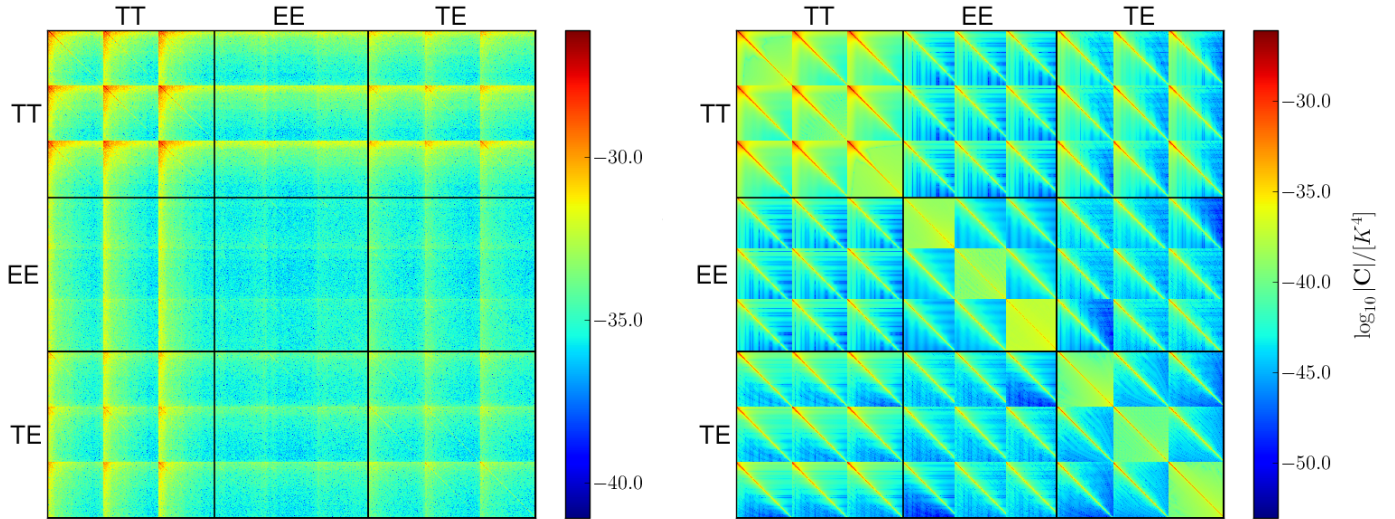 TT EE TE
TT
EE
TE
−30.0
−35.0
−40.0
TT EE TE
TT
EE
TE
−30.0
−35.0
−40.0
−45.0
−50.0
log₁₀ |C|/[K⁴]